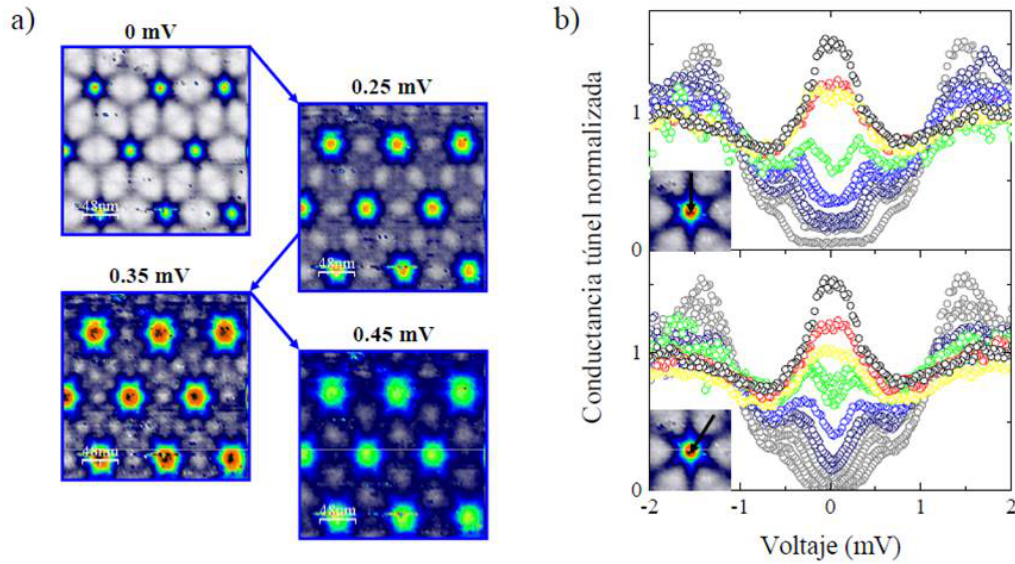 a)
0 mV
48nm
0.25 mV
48nm
0.35 mV
48nm
0.45 mV
48nm
b)
Conductancia túnel normalizada
1
0
1
0
-2 -1 0 1 2
Voltaje (mV)